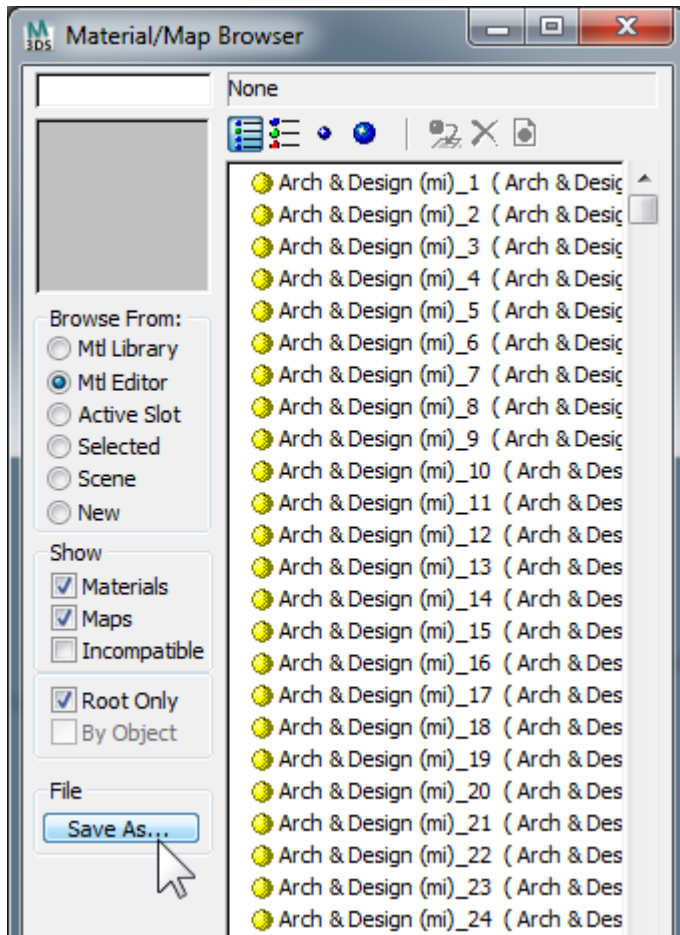 M
3DS
Material/Map Browser
None
Browse From:
Mtl Library
Mtl Editor
Active Slot
Selected
Scene
New
Show
Materials
Maps
Incompatible
Root Only
By Object
File
Save As...
Arch & Design (mi)_1 ( Arch & Desig
Arch & Design (mi)_2 ( Arch & Desig
Arch & Design (mi)_3 ( Arch & Desig
Arch & Design (mi)_4 ( Arch & Desig
Arch & Design (mi)_5 ( Arch & Desig
Arch & Design (mi)_6 ( Arch & Desig
Arch & Design (mi)_7 ( Arch & Desig
Arch & Design (mi)_8 ( Arch & Desig
Arch & Design (mi)_9 ( Arch & Desig
Arch & Design (mi)_10 ( Arch & Des
Arch & Design (mi)_11 ( Arch & Des
Arch & Design (mi)_12 ( Arch & Des
Arch & Design (mi)_13 ( Arch & Des
Arch & Design (mi)_14 ( Arch & Des
Arch & Design (mi)_15 ( Arch & Des
Arch & Design (mi)_16 ( Arch & Des
Arch & Design (mi)_17 ( Arch & Des
Arch & Design (mi)_18 ( Arch & Des
Arch & Design (mi)_19 ( Arch & Des
Arch & Design (mi)_20 ( Arch & Des
Arch & Design (mi)_21 ( Arch & Des
Arch & Design (mi)_22 ( Arch & Des
Arch & Design (mi)_23 ( Arch & Des
Arch & Design (mi)_24 ( Arch & Des